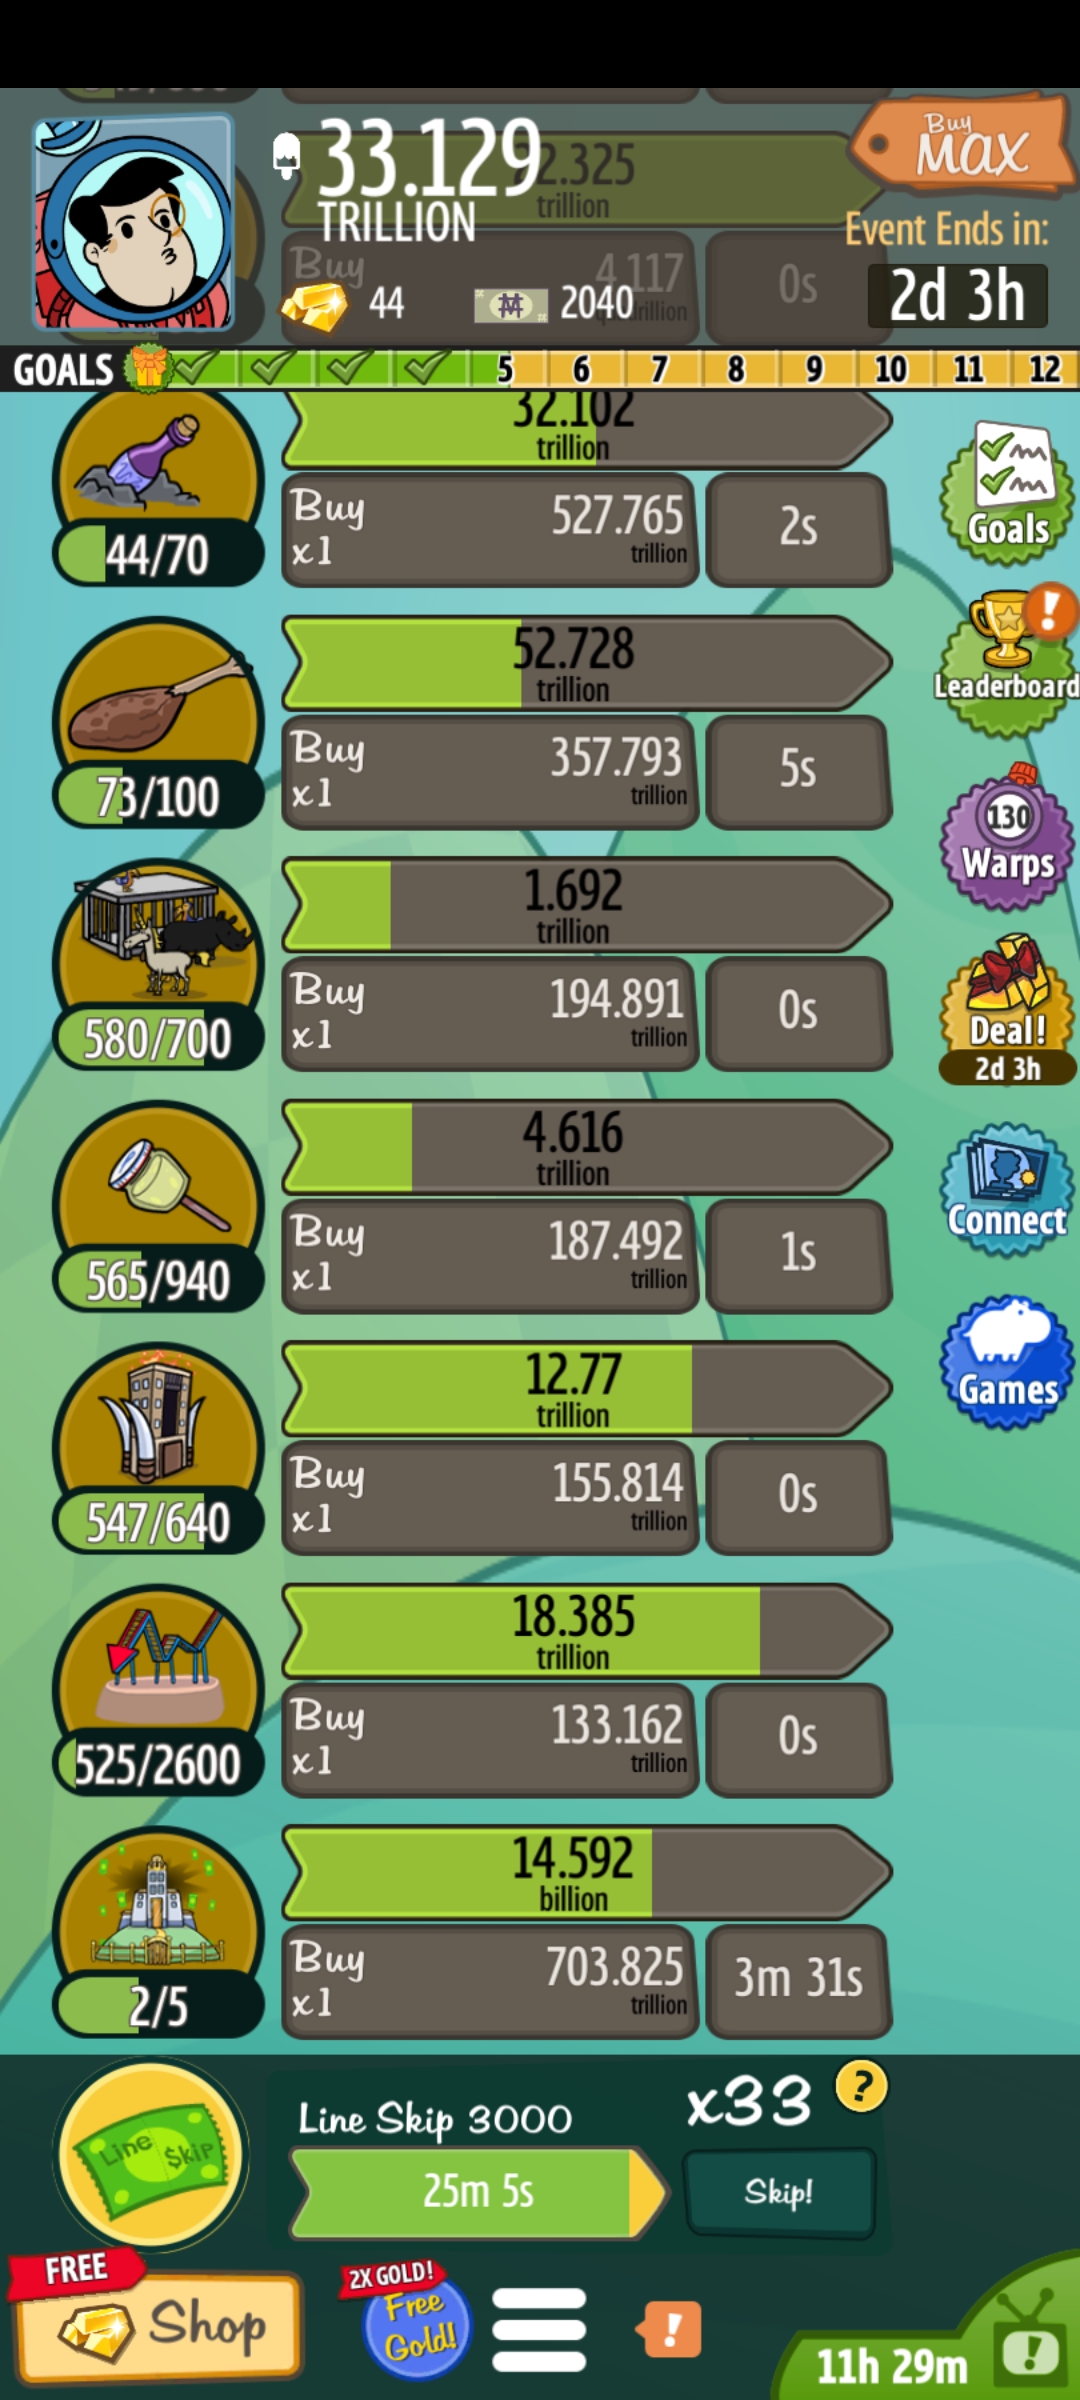 33.129
TRILLION
22.325
trillion
Buy
MAX
Event Ends in:
2d 3h
Buy
4.117
0s
44
2040
GOALS
5 6 7 8 9 10 11 12
32.102
trillion
Buy
x1
527.765
trillion
2s
44/70
Goals
52.728
trillion
Buy
x1
357.793
trillion
5s
73/100
Leaderboard
1.692
trillion
Buy
x1
194.891
trillion
0s
580/700
130
Warps
4.616
trillion
Buy
x1
187.492
trillion
1s
565/940
Deal!
2d 3h
Connect
12.77
trillion
Buy
x1
155.814
trillion
0s
547/640
Games
18.385
trillion
Buy
x1
133.162
trillion
0s
525/2600
14.592
billion
Buy
x1
703.825
trillion
3m 31s
2/5
Line $kip
Line Skip 3000
25m 5s
x33
?
Skip!
FREE
Shop
2X GOLD!
Free
Gold!
!
11h 29m
!